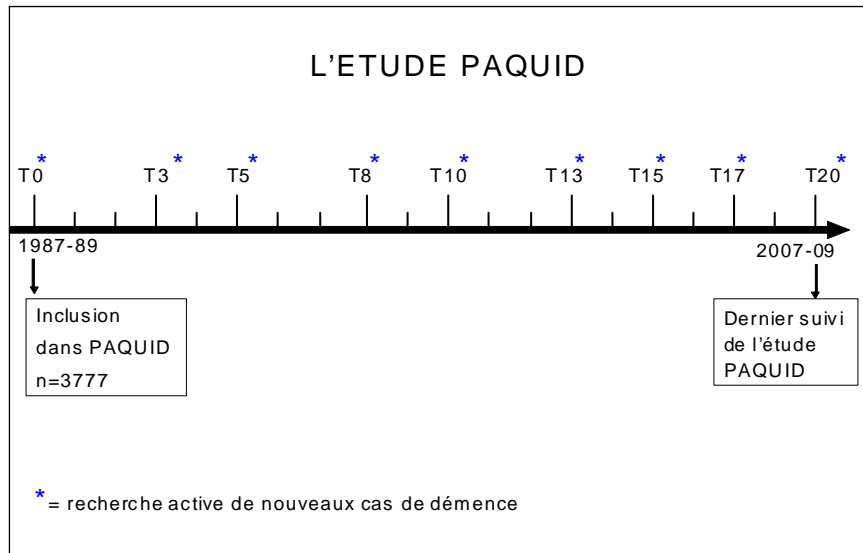 L'ETUDE PAQUID
* * * * * * * * *
T0 T3 T5 T8 T10 T13 T15 T17 T20
1987-89 2007-09
Inclusion
dans PAQUID
n=3777
Dernier suivi
de l'étude
PAQUID
* = recherche active de nouveaux cas de démence